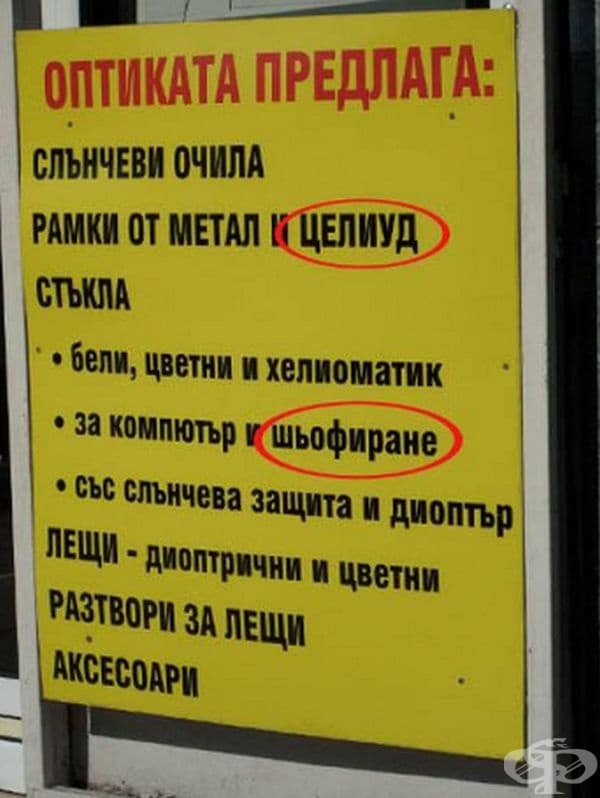 ОПТИКАТА ПРЕДЛАГА:
СЛЪНЧЕВИ ОЧИЛА
РАМКИ ОТ МЕТАЛ И ЦЕЛИУД
СТЪКЛА
• бели, цветни и хелиоматик
• за компютър и шьофиране
• със слънчева защита и диоптър
ЛЕЩИ - диоптрични и цветни
РАЗТВОРИ ЗА ЛЕЩИ
АКСЕСОАРИ